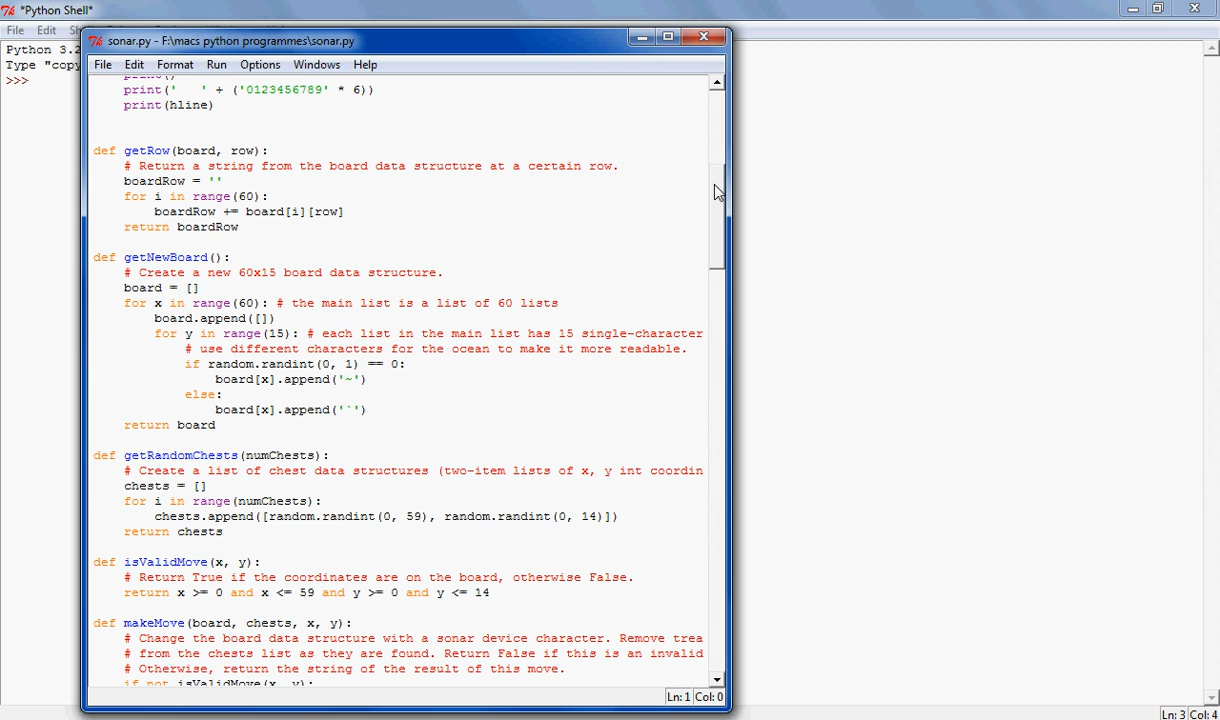 *Python Shell*
File Edit Sh
Python 3.2
Type "copy
>>>
sonar.py - F:\macs python programmes\sonar.py
File Edit Format Run Options Windows Help
print()
print('   ' + ('0123456789' * 6))
print(hline)
def getRow(board, row):
# Return a string from the board data structure at a certain row.
boardRow = ''
for i in range(60):
boardRow += board[i][row]
return boardRow
def getNewBoard():
# Create a new 60x15 board data structure.
board = []
for x in range(60): # the main list is a list of 60 lists
board.append([])
for y in range(15): # each list in the main list has 15 single-character
# use different characters for the ocean to make it more readable.
if random.randint(0, 1) == 0:
board[x].append('~')
else:
board[x].append('`')
return board
def getRandomChests(numChests):
# Create a list of chest data structures (two-item lists of x, y int coordin
chests = []
for i in range(numChests):
chests.append([random.randint(0, 59), random.randint(0, 14)])
return chests
def isValidMove(x, y):
# Return True if the coordinates are on the board, otherwise False.
return x >= 0 and x <= 59 and y >= 0 and y <= 14
def makeMove(board, chests, x, y):
# Change the board data structure with a sonar device character. Remove trea
# from the chests list as they are found. Return False if this is an invalid
# Otherwise, return the string of the result of this move.
if not isValidMove(x, y):
Ln: 1 Col: 0
Ln: 3 Col: 4